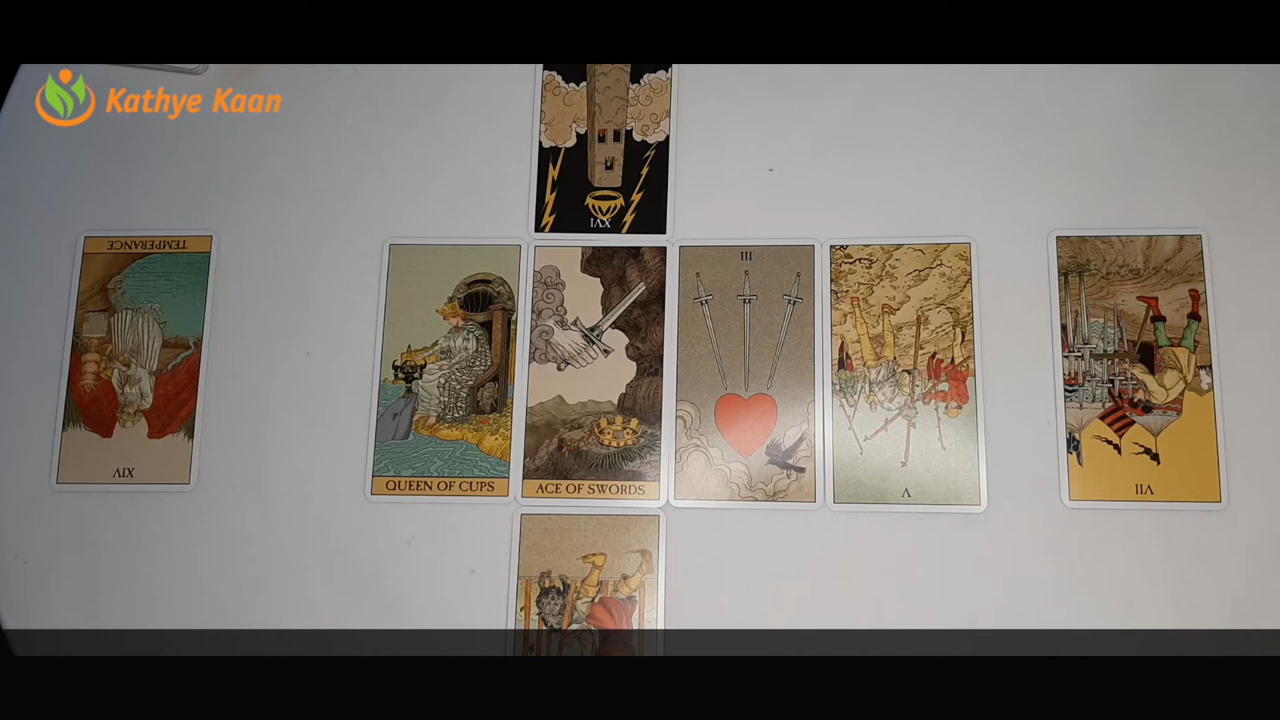 Kathye Kaan
XVI
TEMPERANCE
XIV
QUEEN OF CUPS
ACE OF SWORDS
III
V
VII